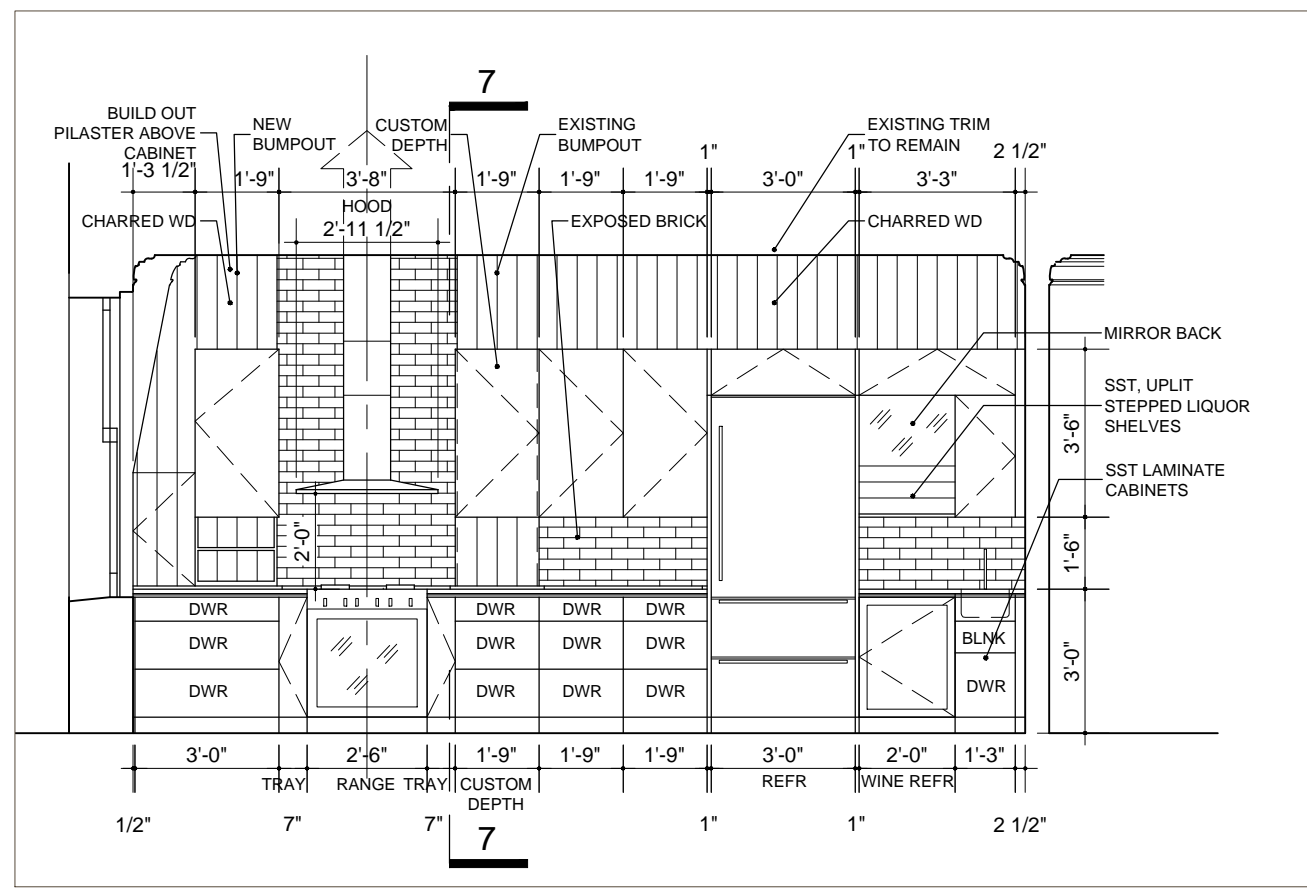 7
BUILD OUT
PILASTER ABOVE
CABINET
NEW
BUMPOUT
CUSTOM
DEPTH
EXISTING
BUMPOUT
EXISTING TRIM
TO REMAIN
1'-3 1/2"
1'-9"
3'-8"
1'-9"
1'-9"
1'-9"
1"
3'-0"
1"
3'-3"
2 1/2"
HOOD
2'-11 1/2"
CHARRED WD
EXPOSED BRICK
CHARRED WD
MIRROR BACK
SST, UPLIT
STEPPED LIQUOR
SHELVES
SST LAMINATE
CABINETS
3'-6"
1'-6"
3'-0"
2'-0"
DWR
DWR
DWR
DWR
DWR
DWR
DWR
DWR
BLNK
DWR
DWR
DWR
DWR
DWR
3'-0"
2'-6"
1'-9"
1'-9"
1'-9"
3'-0"
2'-0"
1'-3"
TRAY
RANGE
TRAY
CUSTOM
DEPTH
REFR
WINE REFR
1/2"
7"
7"
1"
1"
2 1/2"
7